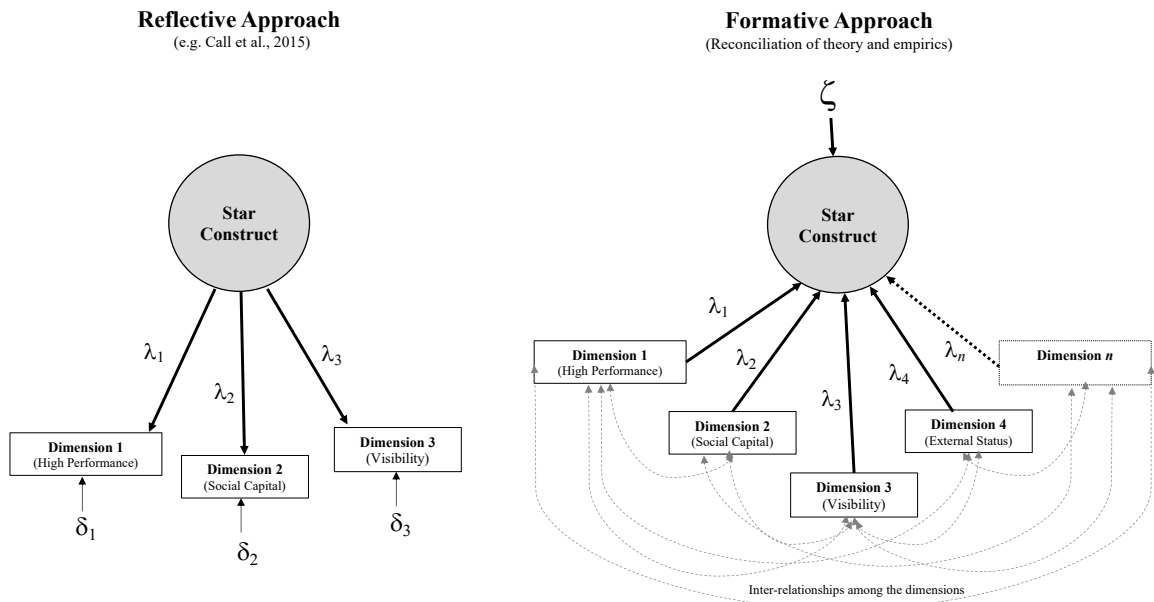 Reflective Approach
(e.g. Call et al., 2015)
Star
Construct
λ1
λ2
λ3
Dimension 1
(High Performance)
Dimension 2
(Social Capital)
Dimension 3
(Visibility)
δ1
δ2
δ3
Formative Approach
(Reconciliation of theory and empirics)
ζ
Star
Construct
λ1
λ2
λ3
λ4
λn
Dimension 1
(High Performance)
Dimension 2
(Social Capital)
Dimension 3
(Visibility)
Dimension 4
(External Status)
Dimension n
Inter-relationships among the dimensions